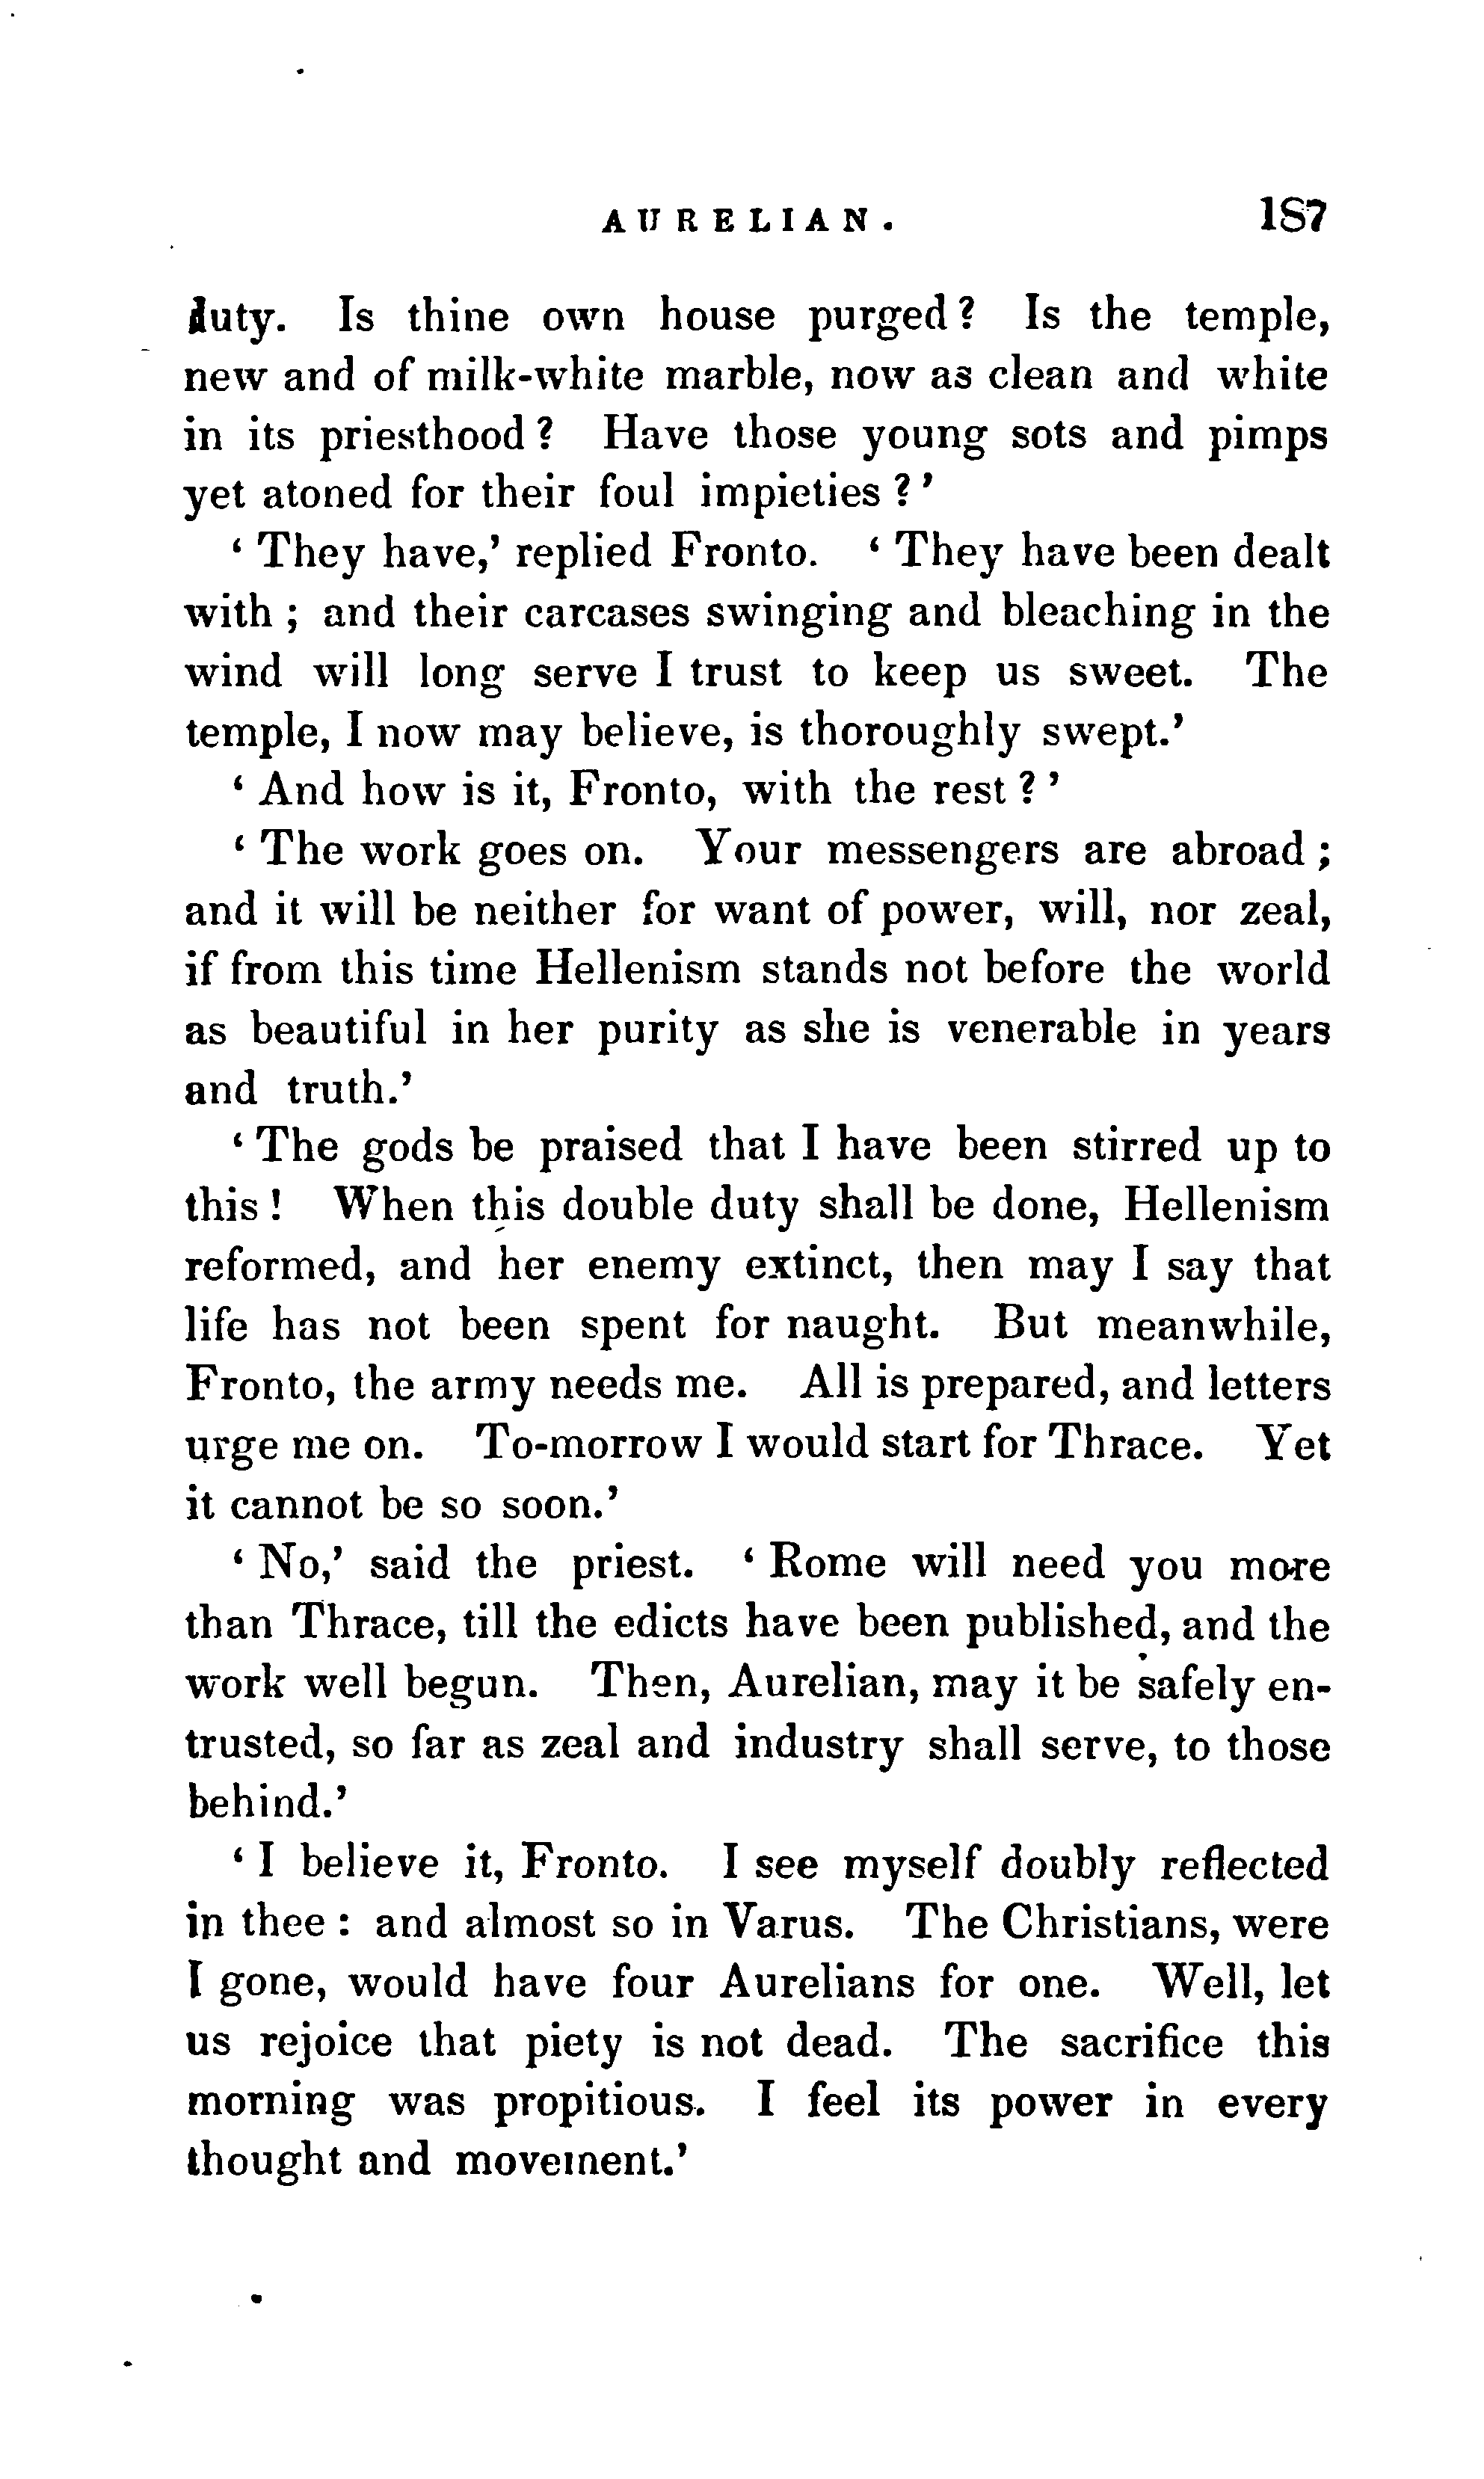 AURELIAN. 187
duty. Is thine own house purged? Is the temple,
new and of milk-white marble, now as clean and white
in its priesthood? Have those young sots and pimps
yet atoned for their foul impieties?’
‘They have,’ replied Fronto. ‘They have been dealt
with; and their carcases swinging and bleaching in the
wind will long serve I trust to keep us sweet. The
temple, I now may believe, is thoroughly swept.’
‘And how is it, Fronto, with the rest?’
‘The work goes on. Your messengers are abroad;
and it will be neither for want of power, will, nor zeal,
if from this time Hellenism stands not before the world
as beautiful in her purity as she is venerable in years
and truth.’
‘The gods be praised that I have been stirred up to
this! When this double duty shall be done, Hellenism
reformed, and her enemy extinct, then may I say that
life has not been spent for naught. But meanwhile,
Fronto, the army needs me. All is prepared, and letters
urge me on. To-morrow I would start for Thrace. Yet
it cannot be so soon.’
‘No,’ said the priest. ‘Rome will need you more
than Thrace, till the edicts have been published, and the
work well begun. Then, Aurelian, may it be safely en-
trusted, so far as zeal and industry shall serve, to those
behind.’
‘I believe it, Fronto. I see myself doubly reflected
in thee: and almost so in Varus. The Christians, were
I gone, would have four Aurelians for one. Well, let
us rejoice that piety is not dead. The sacrifice this
morning was propitious. I feel its power in every
thought and movement.’